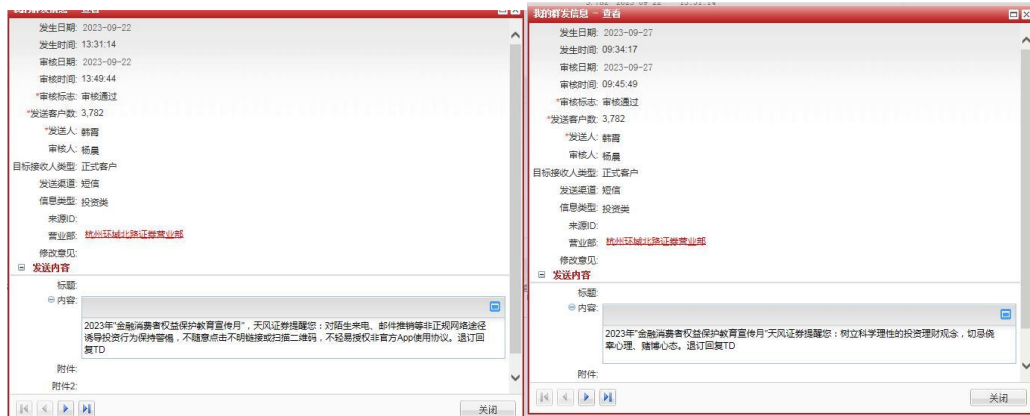 我的群发信息 - 查看
发生日期: 2023-09-22
发生时间: 13:31:14
审核日期: 2023-09-22
审核时间: 13:49:44
*审核标志: 审核通过
*发送客户数: 3,782
*发送人: 韩霞
审核人: 杨晨
目标接收人类型: 正式客户
发送渠道: 短信
信息类型: 投资类
来源ID:
营业部: 杭州环城北路证券营业部
修改意见:
发送内容
标题:
内容:
2023年"金融消费者权益保护教育宣传月",天风证券提醒您:对陌生来电、邮件推销等非正规网络途径
诱导投资行为保持警惕,不随意点击不明链接或扫描二维码,不轻易授权非官方App使用协议。退订回
复TD
附件:
附件2:
关闭
我的群发信息 - 查看
发生日期: 2023-09-27
发生时间: 09:34:17
审核日期: 2023-09-27
审核时间: 09:45:49
*审核标志: 审核通过
*发送客户数: 3,782
*发送人: 韩霞
审核人: 杨晨
目标接收人类型: 正式客户
发送渠道: 短信
信息类型: 投资类
来源ID:
营业部: 杭州环城北路证券营业部
修改意见:
发送内容
标题:
内容:
2023年"金融消费者权益保护教育宣传月"天风证券提醒您:树立科学理性的投资理财观念,切忌侥
幸心理、赌博心态。退订回复TD
附件:
关闭